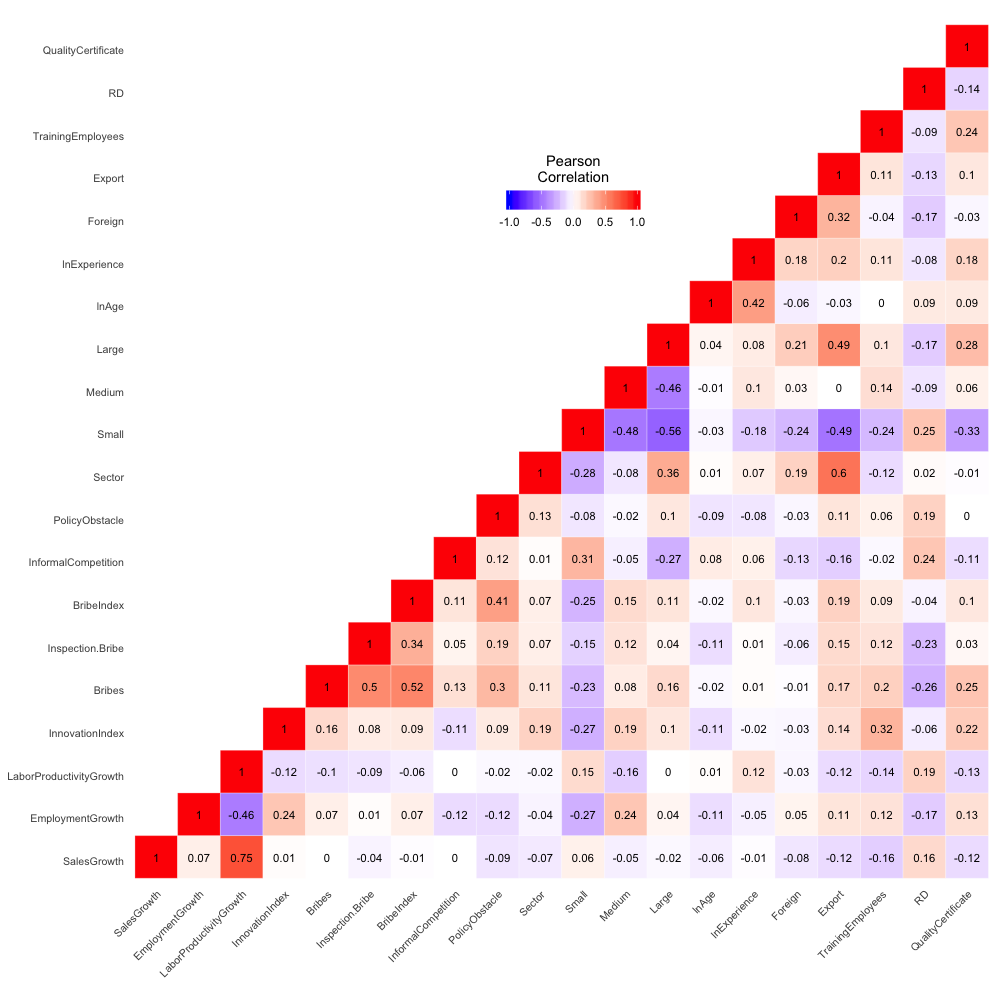 QualityCertificate 1
RD 1 -0.14
TrainingEmployees 1 -0.09 0.24
Export 1 0.11 -0.13 0.1
Foreign 1 0.32 -0.04 -0.17 -0.03
lnExperience 1 0.18 0.2 0.11 -0.08 0.18
lnAge 1 0.42 -0.06 -0.03 0 0.09 0.09
Large 1 0.04 0.08 0.21 0.49 0.1 -0.17 0.28
Medium 1 -0.46 -0.01 0.1 0.03 0 0.14 -0.09 0.06
Small 1 -0.48 -0.56 -0.03 -0.18 -0.24 -0.49 -0.24 0.25 -0.33
Sector 1 -0.28 -0.08 0.36 0.01 0.07 0.19 0.6 -0.12 0.02 -0.01
PolicyObstacle 1 0.13 -0.08 -0.02 0.1 -0.09 -0.08 -0.03 0.11 0.06 0.19 0
InformalCompetition 1 0.12 0.01 0.31 -0.05 -0.27 0.08 0.06 -0.13 -0.16 -0.02 0.24 -0.11
BribeIndex 1 0.11 0.41 0.07 -0.25 0.15 0.11 -0.02 0.1 -0.03 0.19 0.09 -0.04 0.1
Inspection.Bribe 1 0.34 0.05 0.19 0.07 -0.15 0.12 0.04 -0.11 0.01 -0.06 0.15 0.12 -0.23 0.03
Bribes 1 0.5 0.52 0.13 0.3 0.11 -0.23 0.08 0.16 -0.02 0.01 -0.01 0.17 0.2 -0.26 0.25
InnovationIndex 1 0.16 0.08 0.09 -0.11 0.09 0.19 -0.27 0.19 0.1 -0.11 -0.02 -0.03 0.14 0.32 -0.06 0.22
LaborProductivityGrowth 1 -0.12 -0.1 -0.09 -0.06 0 -0.02 -0.02 0.15 -0.16 0 0.01 0.12 -0.03 -0.12 -0.14 0.19 -0.13
EmploymentGrowth 1 -0.46 0.24 0.07 0.01 0.07 -0.12 -0.12 -0.04 -0.27 0.24 0.04 -0.11 -0.05 0.05 0.11 0.12 -0.17 0.13
SalesGrowth 1 0.07 0.75 0.01 0 -0.04 -0.01 0 -0.09 -0.07 0.06 -0.05 -0.02 -0.06 -0.01 -0.08 -0.12 -0.16 0.16 -0.12
Pearson
Correlation
-1.0 -0.5 0.0 0.5 1.0
SalesGrowth
EmploymentGrowth
LaborProductivityGrowth
InnovationIndex
Bribes
Inspection.Bribe
BribeIndex
InformalCompetition
PolicyObstacle
Sector
Small
Medium
Large
lnAge
lnExperience
Foreign
Export
TrainingEmployees
RD
QualityCertificate